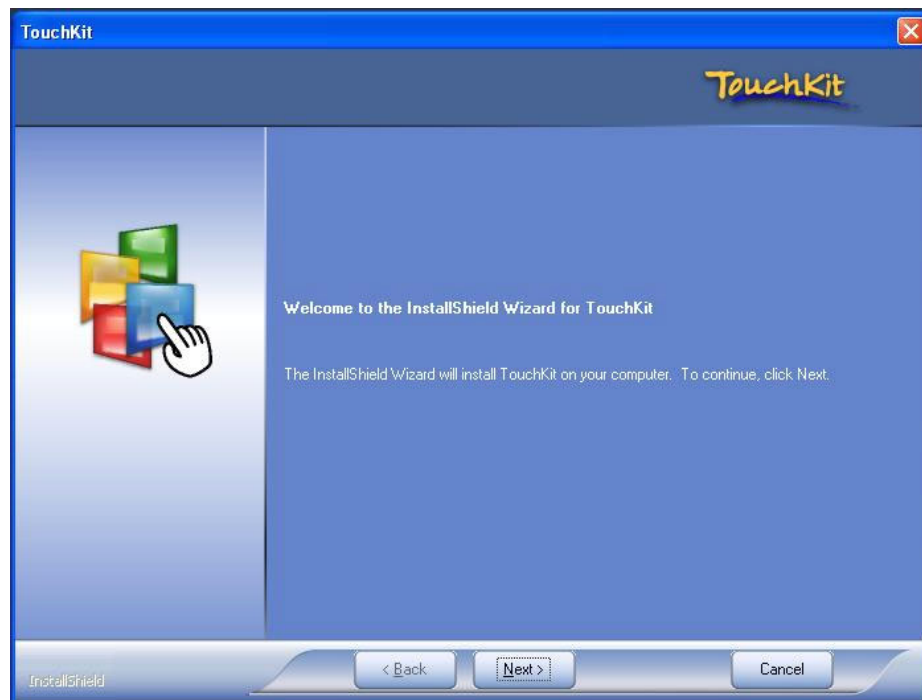 TouchKit
TouchKit
Welcome to the InstallShield Wizard for TouchKit
The InstallShield Wizard will install TouchKit on your computer. To continue, click Next.
InstallShield
< Back
Next >
Cancel